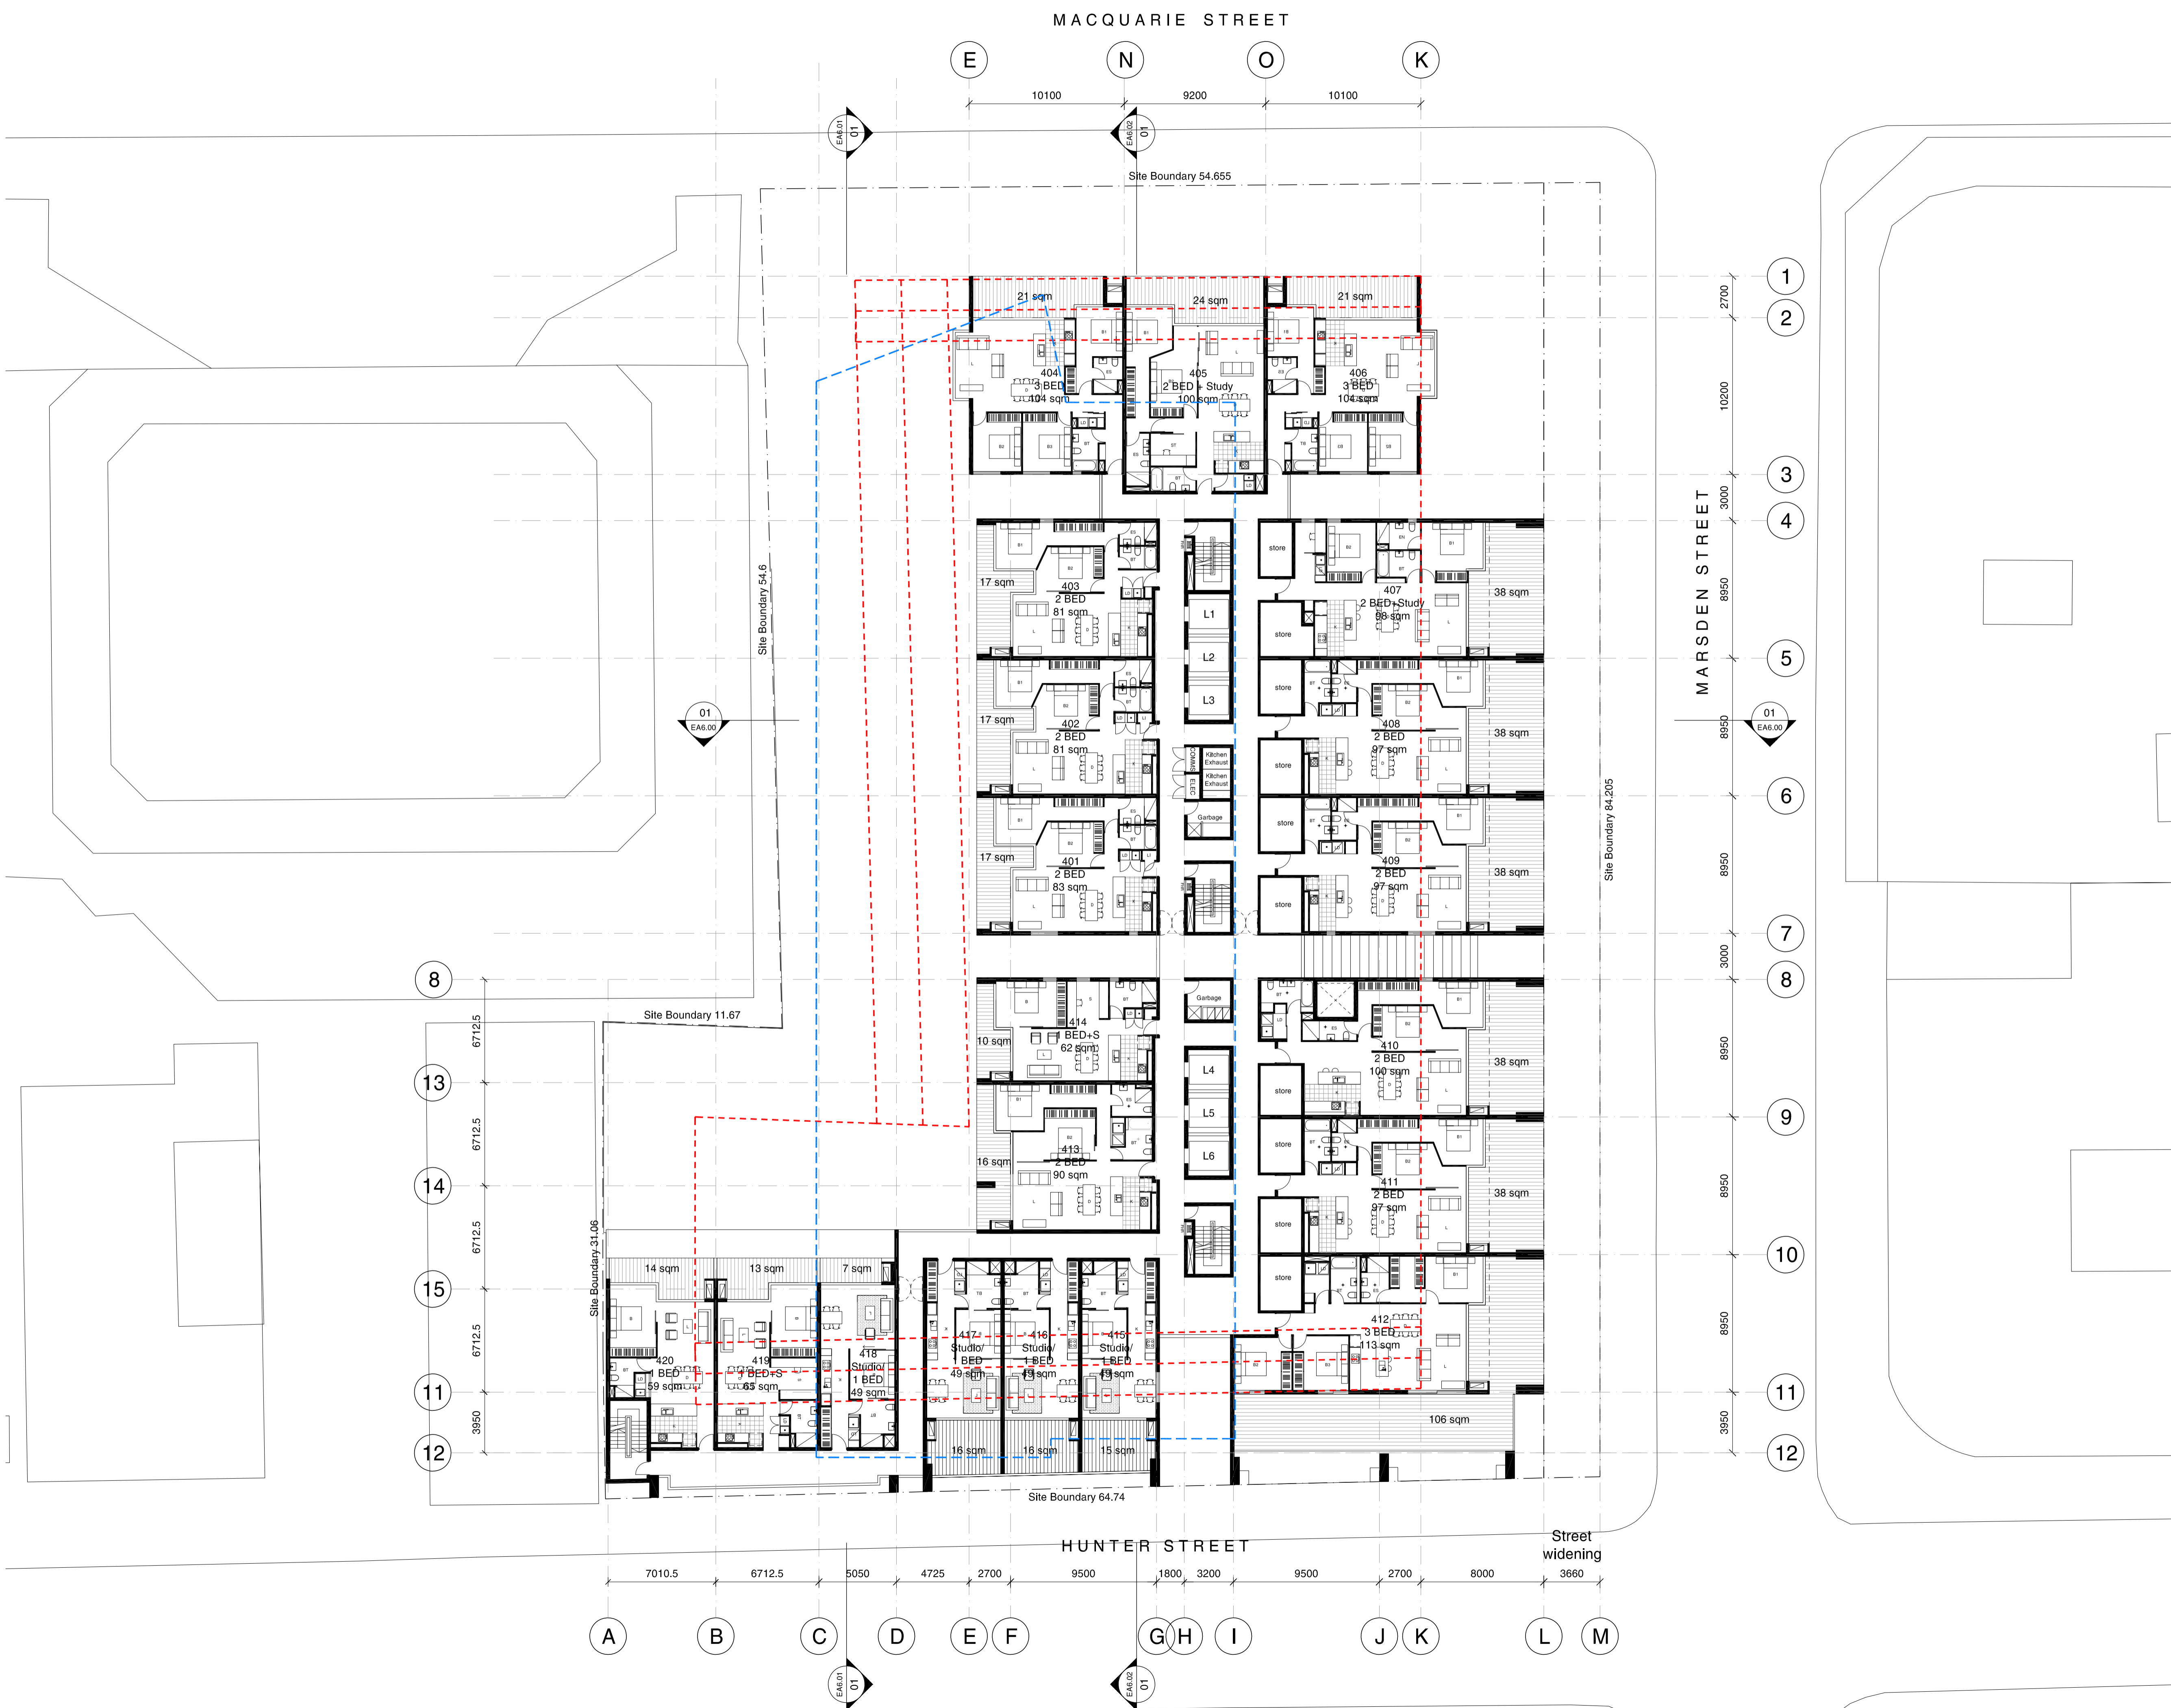 MACQUARIE STREET
E
N
O
K
10100
9200
10100
EA6.01
01
EA6.02
01
Site Boundary 54.655
1
2
3
4
5
6
7
8
9
10
11
12
2700
10200
3000
8950
8950
8950
3000
8950
8950
8950
3950
MARSDEN STREET
Site Boundary 84.205
Site Boundary 54.6
01
EA6.00
01
EA6.00
21 sqm
24 sqm
21 sqm
404
3 BED
104 sqm
405
2 BED + Study
100 sqm
406
3 BED
104 sqm
17 sqm
403
2 BED
81 sqm
L1
L2
L3
store
store
407
2 BED+Study
98 sqm
38 sqm
17 sqm
402
2 BED
81 sqm
COMMS
ELEC
Kitchen
Exhaust
Kitchen
Exhaust
Garbage
store
store
408
2 BED
97 sqm
38 sqm
17 sqm
401
2 BED
83 sqm
store
store
409
2 BED
97 sqm
38 sqm
8
13
14
15
11
12
6712.5
6712.5
6712.5
6712.5
3950
Site Boundary 11.67
Site Boundary 31.06
10 sqm
414
1 BED+S
62 sqm
Garbage
L4
L5
L6
store
410
2 BED
100 sqm
38 sqm
16 sqm
413
2 BED
90 sqm
store
store
411
2 BED
97 sqm
38 sqm
14 sqm
13 sqm
7 sqm
420
1 BED
59 sqm
419
1 BED+S
65 sqm
418
Studio/
1 BED
49 sqm
417
Studio/
1 BED
49 sqm
416
Studio/
1 BED
49 sqm
415
Studio/
1 BED
49 sqm
store
412
3 BED
113 sqm
106 sqm
16 sqm
16 sqm
15 sqm
Site Boundary 64.74
HUNTER STREET
Street
widening
7010.5
6712.5
5050
4725
2700
9500
1800
3200
9500
2700
8000
3660
A
B
C
D
E
F
G
H
I
J
K
L
M
EA6.01
01
EA6.02
01